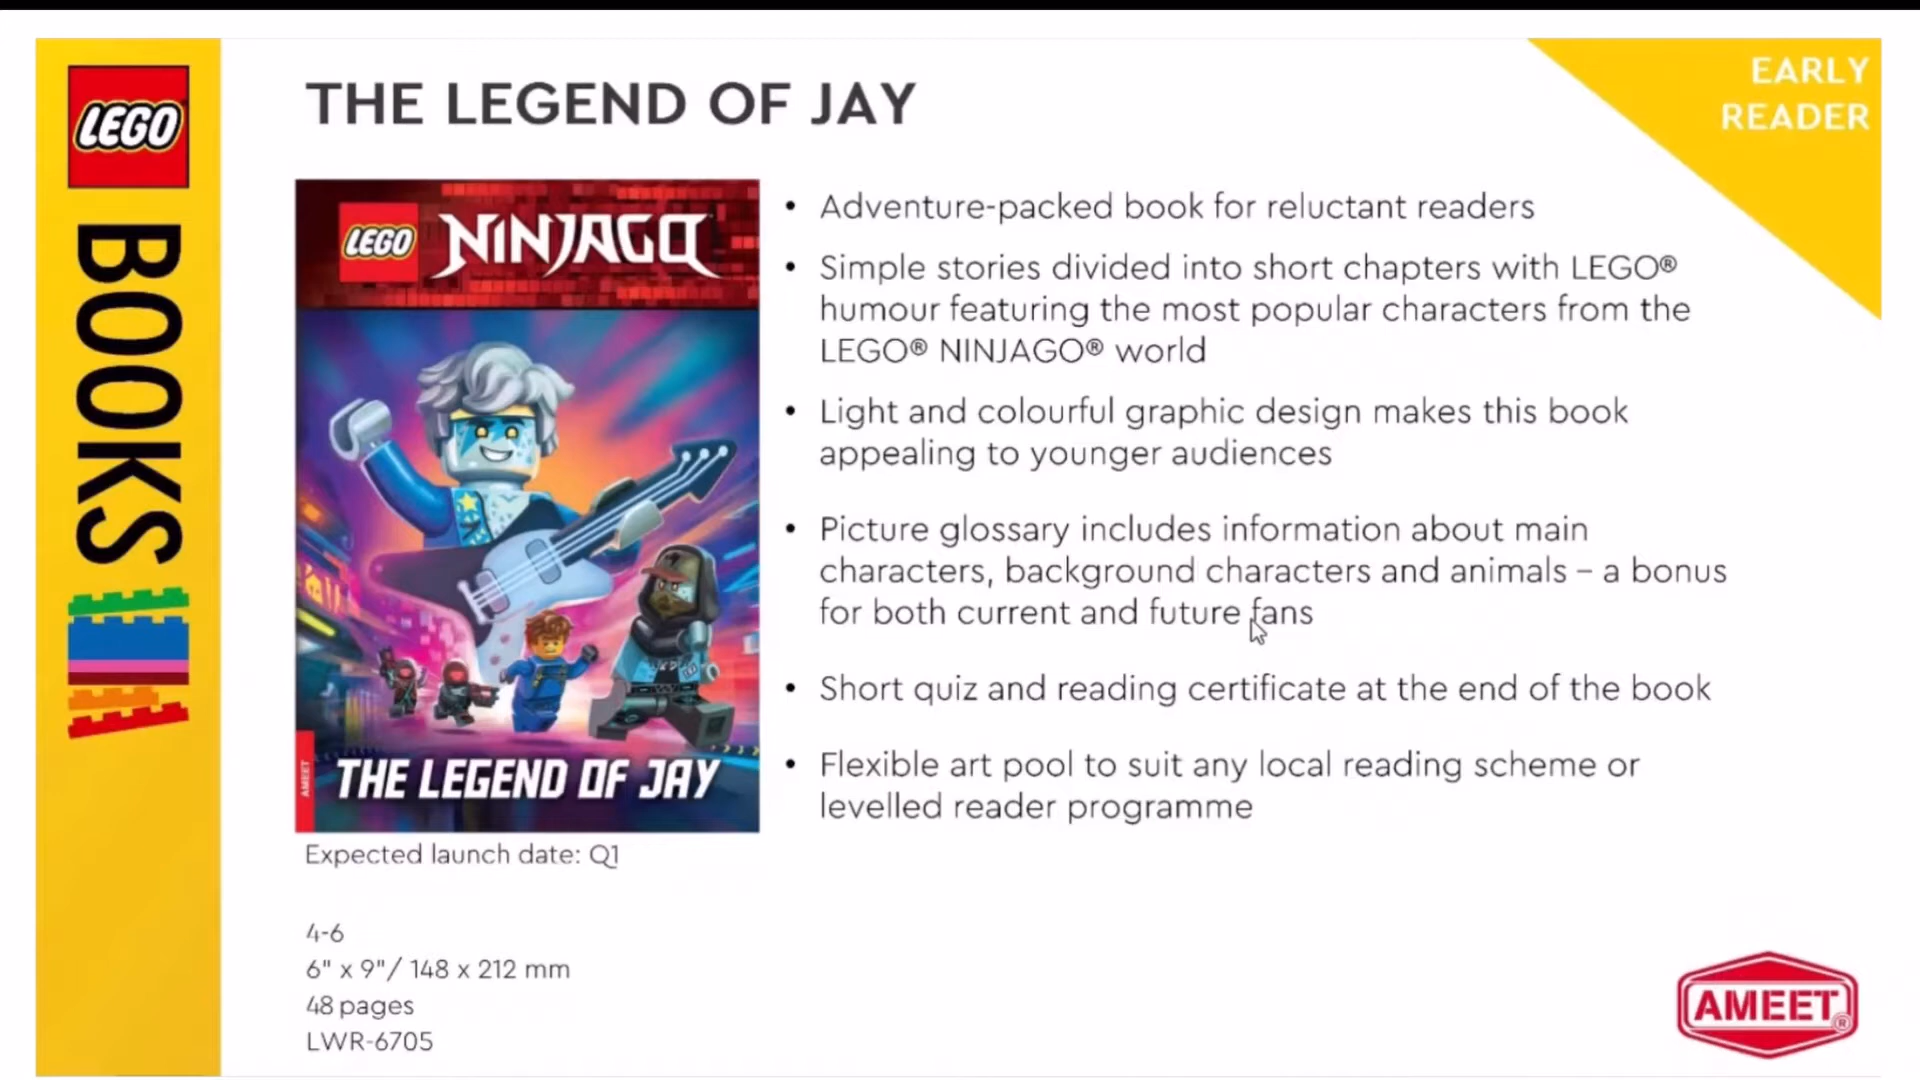 LEGO
BOOKS
THE LEGEND OF JAY
EARLY
READER
LEGO NINJAGO
AMEET
THE LEGEND OF JAY
Expected launch date: Q1
4-6
6" x 9"/ 148 x 212 mm
48 pages
LWR-6705
• Adventure-packed book for reluctant readers
• Simple stories divided into short chapters with LEGO®
humour featuring the most popular characters from the
LEGO® NINJAGO® world
• Light and colourful graphic design makes this book
appealing to younger audiences
• Picture glossary includes information about main
characters, background characters and animals – a bonus
for both current and future fans
• Short quiz and reading certificate at the end of the book
• Flexible art pool to suit any local reading scheme or
levelled reader programme
AMEET®